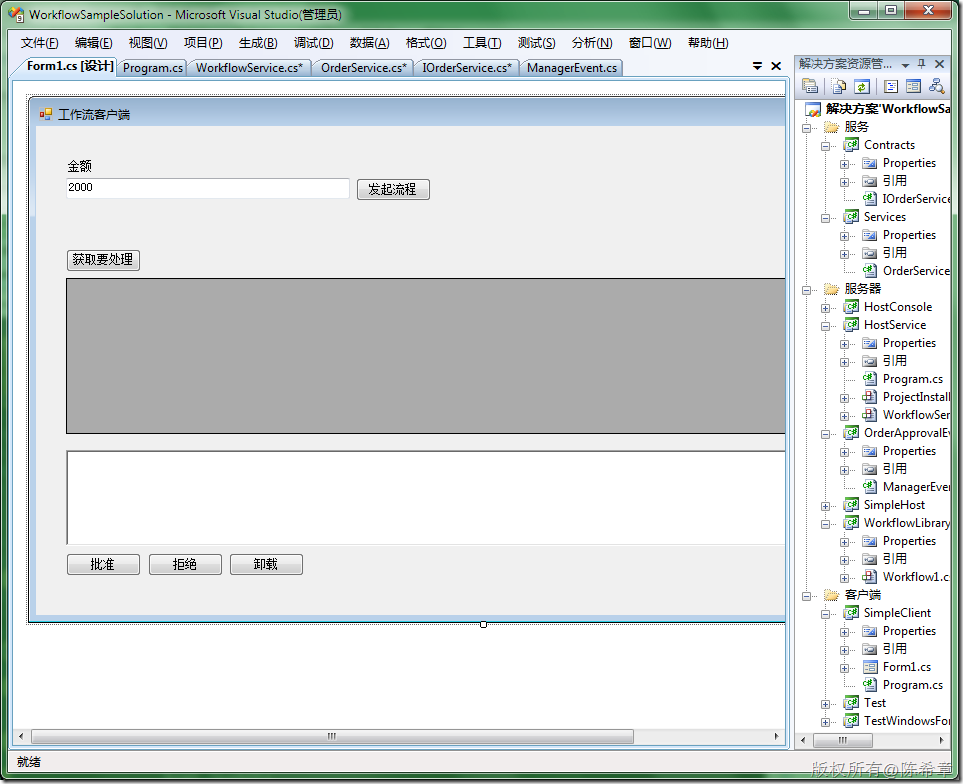 WorkflowSampleSolution - Microsoft Visual Studio(管理员)
文件(F) 编辑(E) 视图(V) 项目(P) 生成(B) 调试(D) 数据(A) 格式(O) 工具(T) 测试(S) 分析(N) 窗口(W) 帮助(H)
Form1.cs [设计] Program.cs WorkflowService.cs* OrderService.cs* IOrderService.cs* ManagerEvent.cs
工作流客户端
金额
2000 发起流程
获取要处理
批准 拒绝 卸载
解决方案资源管...
解决方案'WorkflowSa
服务
Contracts
Properties
引用
IOrderService
Services
Properties
引用
OrderService
服务器
HostConsole
HostService
Properties
引用
Program.cs
ProjectInstall
WorkflowSer
OrderApprovalEv
Properties
引用
ManagerEven
SimpleHost
WorkflowLibrary
Properties
引用
Workflow1.c
客户端
SimpleClient
Properties
引用
Form1.cs
Program.cs
Test
TestWindowsFor
就绪
版权所有@陈希章